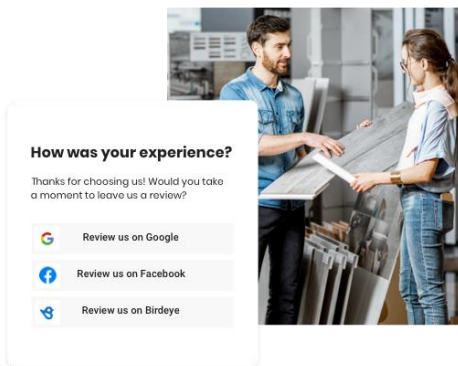 How was your experience?
Thanks for choosing us! Would you take
a moment to leave us a review?
Review us on Google
Review us on Facebook
Review us on Birdeye